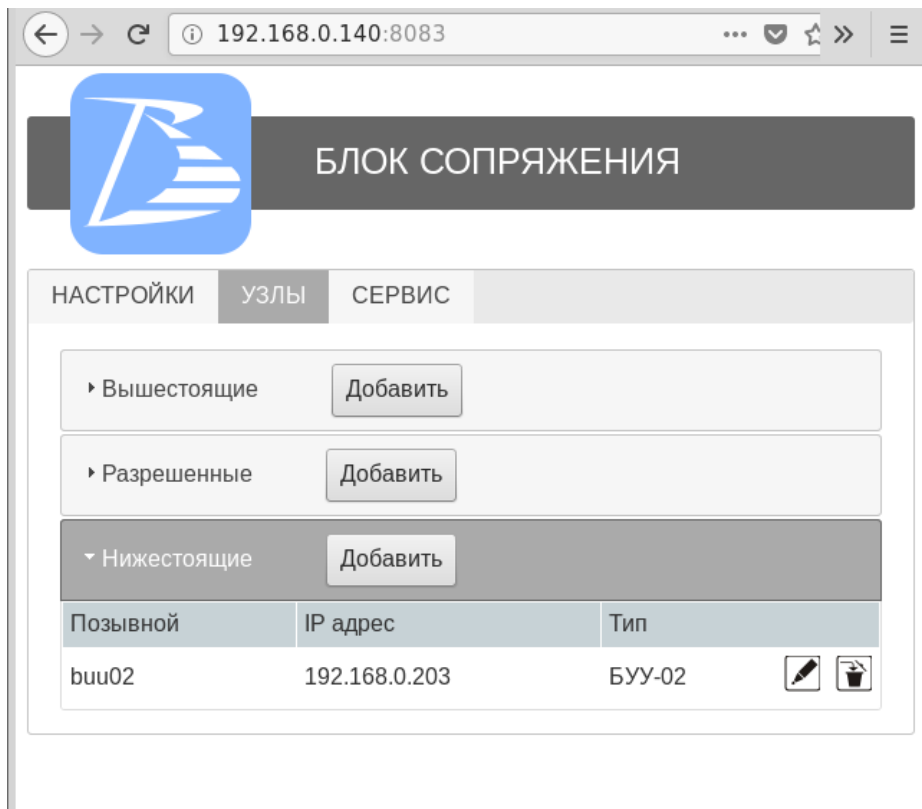 192.168.0.140:8083
БЛОК СОПРЯЖЕНИЯ
НАСТРОЙКИ УЗЛЫ СЕРВИС
Вышестоящие Добавить
Разрешенные Добавить
Нижестоящие Добавить
Позывной IP адрес Тип
buu02 192.168.0.203 БУУ-02